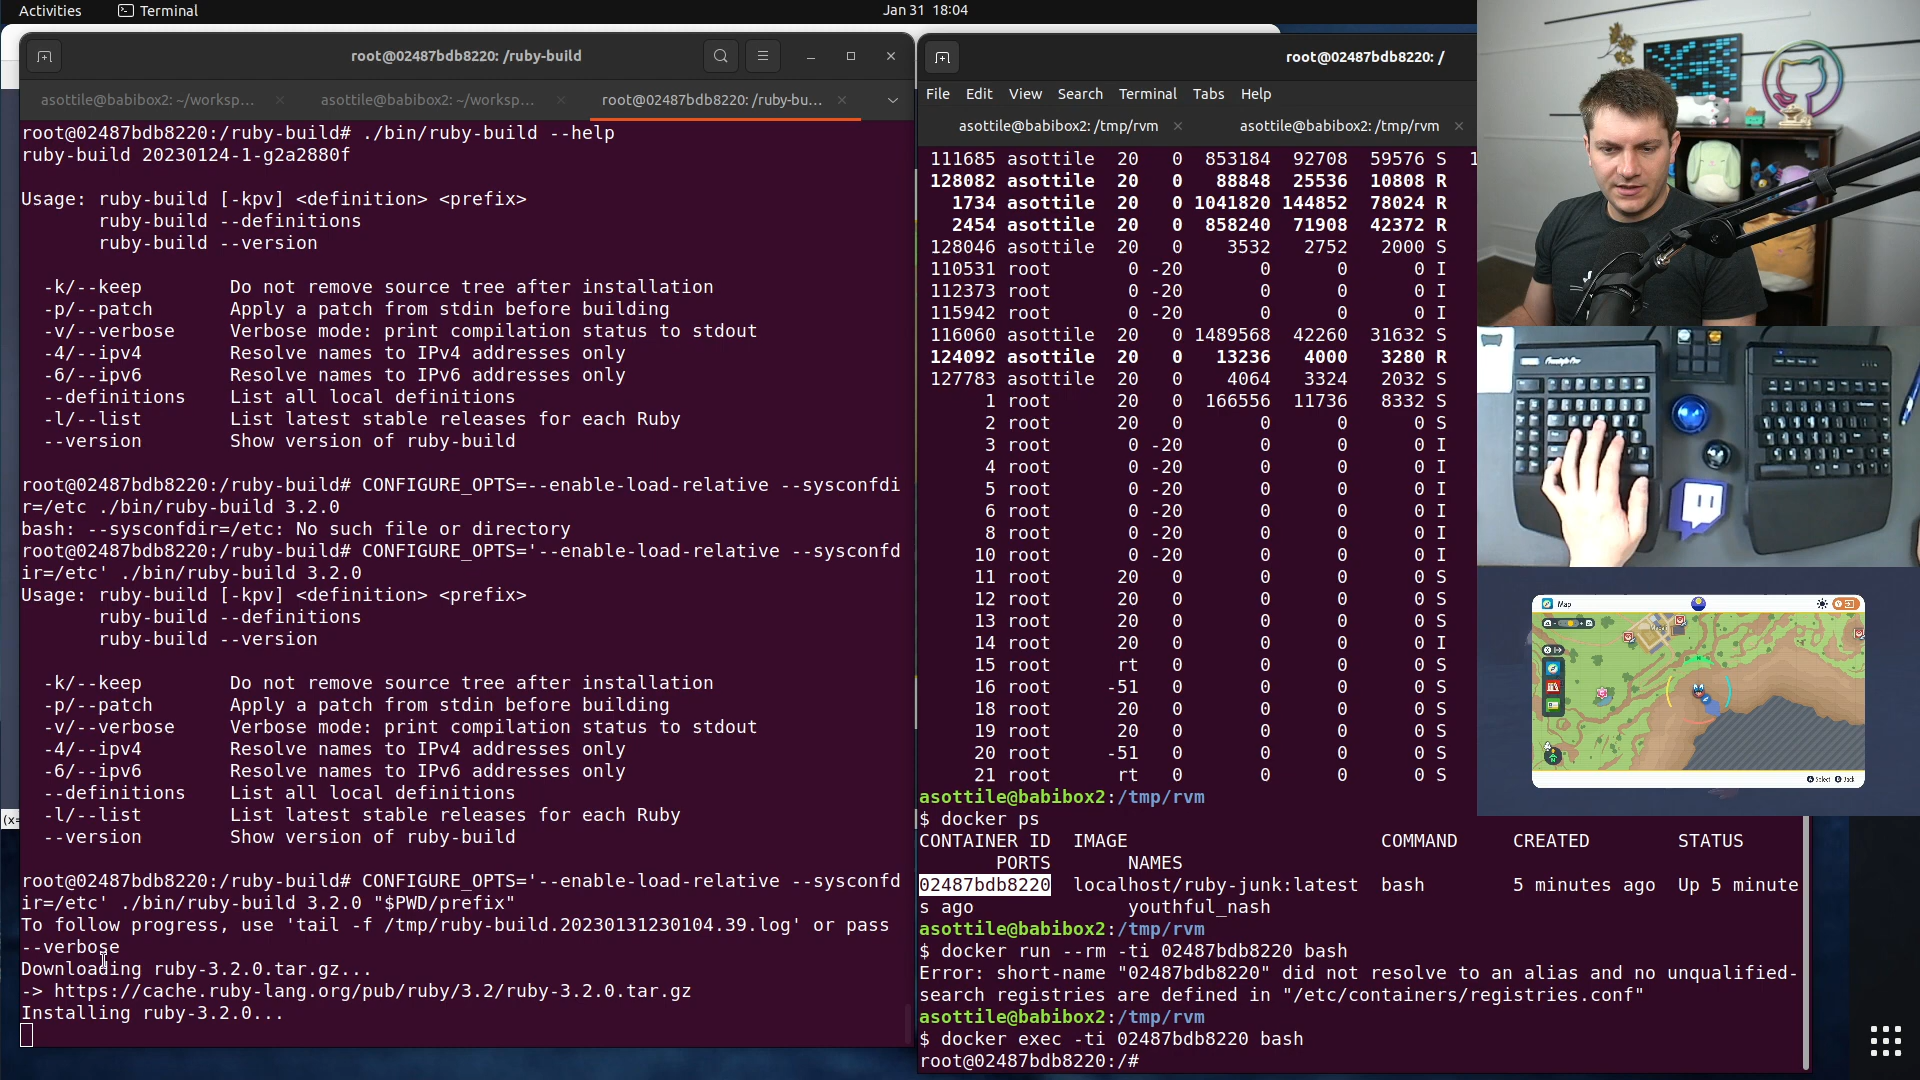 Activities
Terminal
Jan 31 18:04
root@02487bdb8220: /ruby-build
asottile@babibox2: ~/worksp...
asottile@babibox2: ~/worksp...
root@02487bdb8220: /ruby-bu...
root@02487bdb8220:/ruby-build# ./bin/ruby-build --help
ruby-build 20230124-1-g2a2880f
Usage: ruby-build [-kpv] <definition> <prefix>
ruby-build --definitions
ruby-build --version
-k/--keep Do not remove source tree after installation
-p/--patch Apply a patch from stdin before building
-v/--verbose Verbose mode: print compilation status to stdout
-4/--ipv4 Resolve names to IPv4 addresses only
-6/--ipv6 Resolve names to IPv6 addresses only
--definitions List all local definitions
-l/--list List latest stable releases for each Ruby
--version Show version of ruby-build
root@02487bdb8220:/ruby-build# CONFIGURE_OPTS=--enable-load-relative --sysconfdi
r=/etc ./bin/ruby-build 3.2.0
bash: --sysconfdir=/etc: No such file or directory
root@02487bdb8220:/ruby-build# CONFIGURE_OPTS='--enable-load-relative --sysconfd
ir=/etc' ./bin/ruby-build 3.2.0
Usage: ruby-build [-kpv] <definition> <prefix>
ruby-build --definitions
ruby-build --version
-k/--keep Do not remove source tree after installation
-p/--patch Apply a patch from stdin before building
-v/--verbose Verbose mode: print compilation status to stdout
-4/--ipv4 Resolve names to IPv4 addresses only
-6/--ipv6 Resolve names to IPv6 addresses only
--definitions List all local definitions
-l/--list List latest stable releases for each Ruby
--version Show version of ruby-build
root@02487bdb8220:/ruby-build# CONFIGURE_OPTS='--enable-load-relative --sysconfd
ir=/etc' ./bin/ruby-build 3.2.0 "$PWD/prefix"
To follow progress, use 'tail -f /tmp/ruby-build.20230131230104.39.log' or pass
--verbose
Downloading ruby-3.2.0.tar.gz...
-> https://cache.ruby-lang.org/pub/ruby/3.2/ruby-3.2.0.tar.gz
Installing ruby-3.2.0...
(x=
root@02487bdb8220: /
File Edit View Search Terminal Tabs Help
asottile@babibox2: /tmp/rvm
asottile@babibox2: /tmp/rvm
111685 asottile 20 0 853184 92708 59576 S 1
128082 asottile 20 0 88848 25536 10808 R
1734 asottile 20 0 1041820 144852 78024 R
2454 asottile 20 0 858240 71908 42372 R
128046 asottile 20 0 3532 2752 2000 S
110531 root 0 -20 0 0 0 I
112373 root 0 -20 0 0 0 I
115942 root 0 -20 0 0 0 I
116060 asottile 20 0 1489568 42260 31632 S
124092 asottile 20 0 13236 4000 3280 R
127783 asottile 20 0 4064 3324 2032 S
1 root 20 0 166556 11736 8332 S
2 root 20 0 0 0 0 S
3 root 0 -20 0 0 0 I
4 root 0 -20 0 0 0 I
5 root 0 -20 0 0 0 I
6 root 0 -20 0 0 0 I
8 root 0 -20 0 0 0 I
10 root 0 -20 0 0 0 I
11 root 20 0 0 0 0 S
12 root 20 0 0 0 0 S
13 root 20 0 0 0 0 S
14 root 20 0 0 0 0 I
15 root rt 0 0 0 0 S
16 root -51 0 0 0 0 S
18 root 20 0 0 0 0 S
19 root 20 0 0 0 0 S
20 root -51 0 0 0 0 S
21 root rt 0 0 0 0 S
asottile@babibox2:/tmp/rvm
$ docker ps
CONTAINER ID IMAGE COMMAND CREATED STATUS
PORTS NAMES
02487bdb8220 localhost/ruby-junk:latest bash 5 minutes ago Up 5 minute
s ago youthful_nash
asottile@babibox2:/tmp/rvm
$ docker run --rm -ti 02487bdb8220 bash
Error: short-name "02487bdb8220" did not resolve to an alias and no unqualified-
search registries are defined in "/etc/containers/registries.conf"
asottile@babibox2:/tmp/rvm
$ docker exec -ti 02487bdb8220 bash
root@02487bdb8220:/#
Map
Select
Back